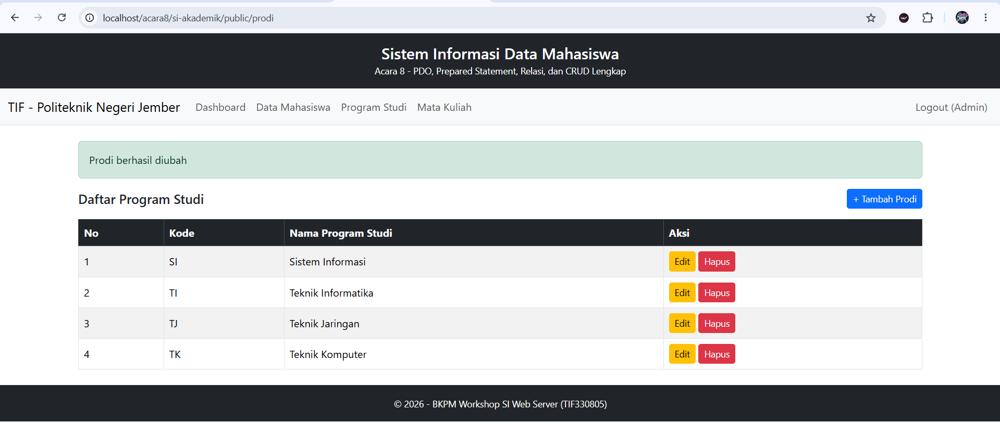 localhost/acara8/si-akademik/public/prodi
Sistem Informasi Data Mahasiswa
Acara 8 - PDO, Prepared Statement, Relasi, dan CRUD Lengkap
TIF - Politeknik Negeri Jember Dashboard Data Mahasiswa Program Studi Mata Kuliah Logout (Admin)
Prodi berhasil diubah
Daftar Program Studi + Tambah Prodi
No Kode Nama Program Studi Aksi
1 SI Sistem Informasi Edit Hapus
2 TI Teknik Informatika Edit Hapus
3 TJ Teknik Jaringan Edit Hapus
4 TK Teknik Komputer Edit Hapus
© 2026 - BKPM Workshop SI Web Server (TIF330805)